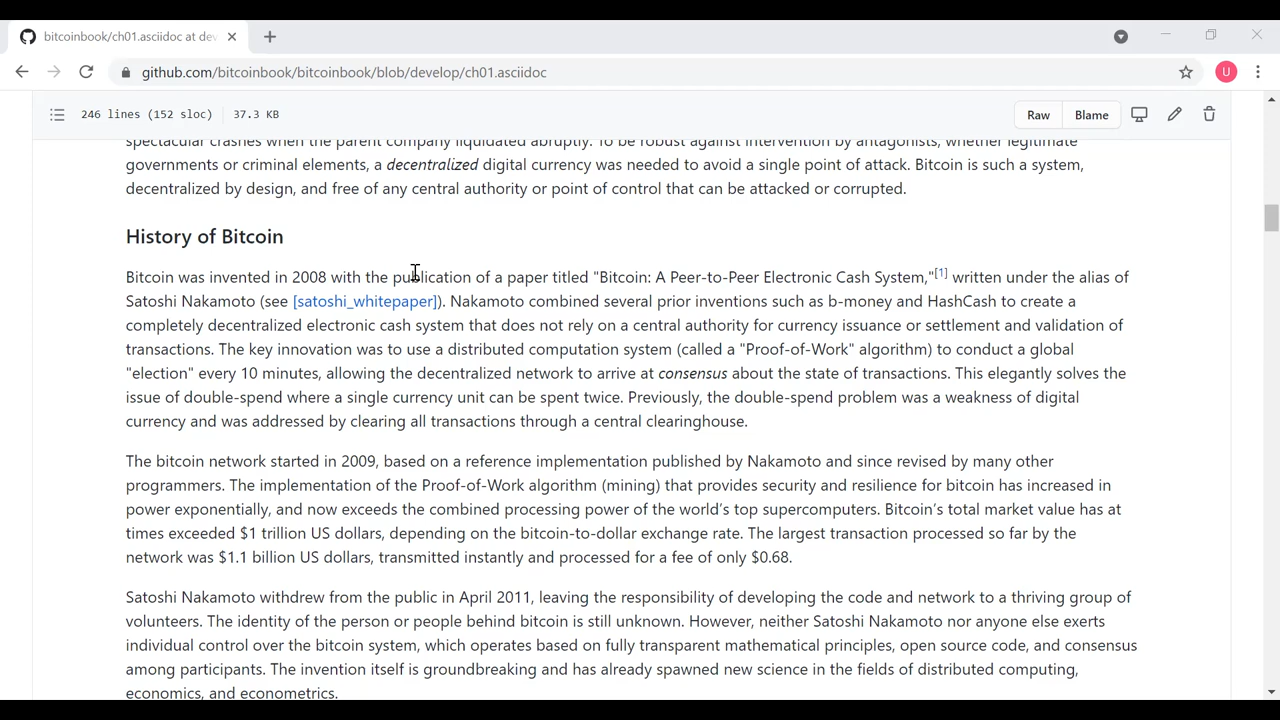 bitcoinbook/ch01.asciidoc at dev
github.com/bitcoinbook/bitcoinbook/blob/develop/ch01.asciidoc
U
246 lines (152 sloc) 37.3 KB
Raw
Blame
spectacular crashes when the parent company liquidated abruptly. To be robust against intervention by antagonists, whether legitimate
governments or criminal elements, a decentralized digital currency was needed to avoid a single point of attack. Bitcoin is such a system,
decentralized by design, and free of any central authority or point of control that can be attacked or corrupted.
History of Bitcoin
Bitcoin was invented in 2008 with the publication of a paper titled "Bitcoin: A Peer-to-Peer Electronic Cash System,"[1] written under the alias of
Satoshi Nakamoto (see [satoshi_whitepaper]). Nakamoto combined several prior inventions such as b-money and HashCash to create a
completely decentralized electronic cash system that does not rely on a central authority for currency issuance or settlement and validation of
transactions. The key innovation was to use a distributed computation system (called a "Proof-of-Work" algorithm) to conduct a global
"election" every 10 minutes, allowing the decentralized network to arrive at consensus about the state of transactions. This elegantly solves the
issue of double-spend where a single currency unit can be spent twice. Previously, the double-spend problem was a weakness of digital
currency and was addressed by clearing all transactions through a central clearinghouse.
The bitcoin network started in 2009, based on a reference implementation published by Nakamoto and since revised by many other
programmers. The implementation of the Proof-of-Work algorithm (mining) that provides security and resilience for bitcoin has increased in
power exponentially, and now exceeds the combined processing power of the world's top supercomputers. Bitcoin's total market value has at
times exceeded $1 trillion US dollars, depending on the bitcoin-to-dollar exchange rate. The largest transaction processed so far by the
network was $1.1 billion US dollars, transmitted instantly and processed for a fee of only $0.68.
Satoshi Nakamoto withdrew from the public in April 2011, leaving the responsibility of developing the code and network to a thriving group of
volunteers. The identity of the person or people behind bitcoin is still unknown. However, neither Satoshi Nakamoto nor anyone else exerts
individual control over the bitcoin system, which operates based on fully transparent mathematical principles, open source code, and consensus
among participants. The invention itself is groundbreaking and has already spawned new science in the fields of distributed computing,
economics, and econometrics.